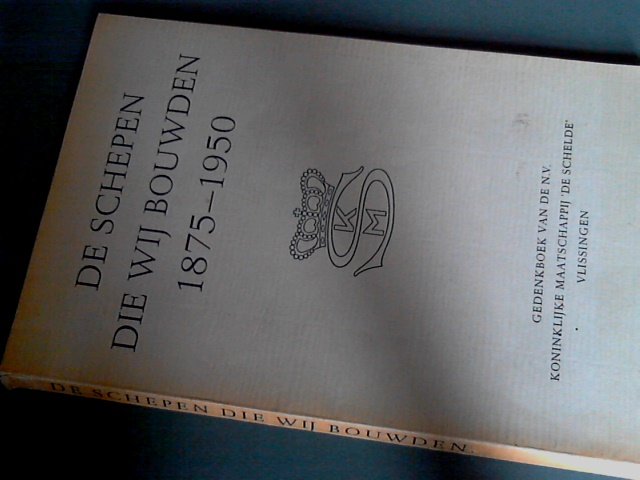 DE SCHEPEN
DIE WIJ BOUWDEN
1875–1950
K
S
M
GEDENKBOEK VAN DE N.V.
KONINKLIJKE MAATSCHAPPIJ "DE SCHELDE"
VLISSINGEN
DE SCHEPEN DIE WIJ BOUWDEN